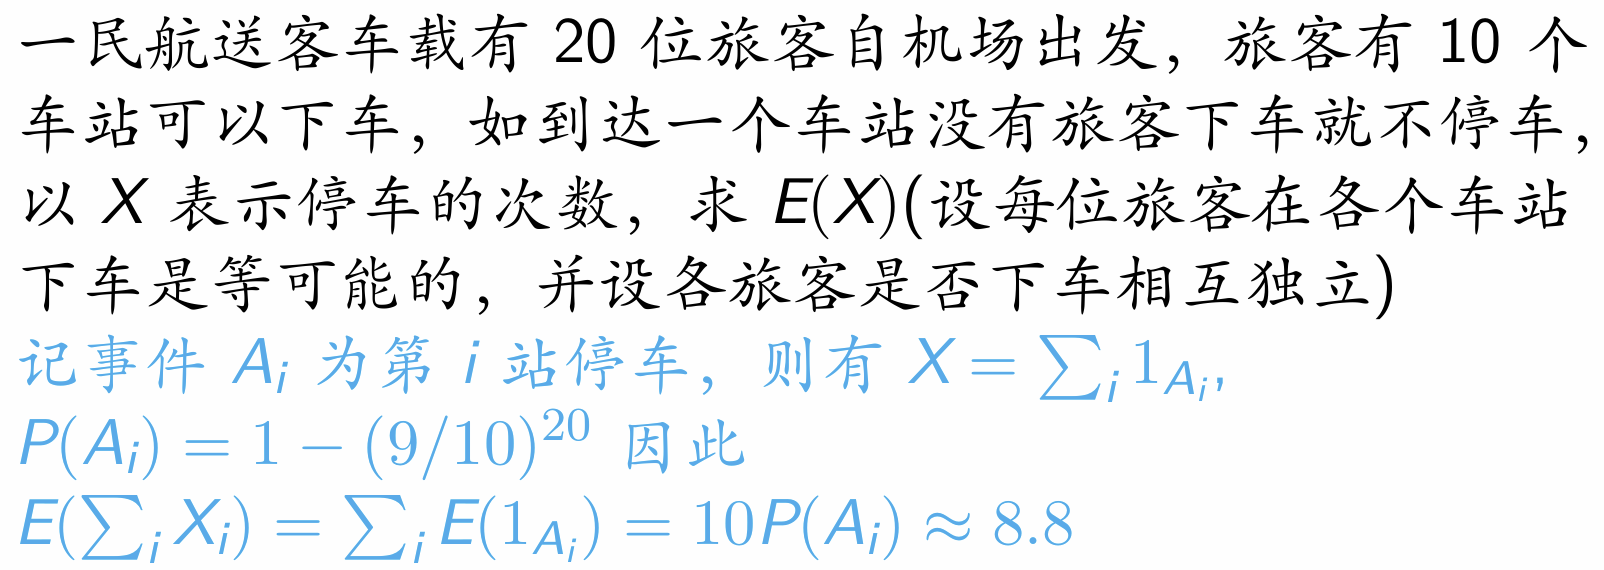 一民航送客车载有 20 位旅客自机场出发，旅客有 10 个
车站可以下车，如到达一个车站没有旅客下车就不停车，
以 X 表示停车的次数，求 E(X)(设每位旅客在各个车站
下车是等可能的，并设各旅客是否下车相互独立)
记事件 A_i 为第 i 站停车，则有 X = ∑_i 1_{A_i},
P(A_i) = 1 − (9/10)^{20} 因此
E(∑_i X_i) = ∑_i E(1_{A_i}) = 10P(A_i) ≈ 8.8